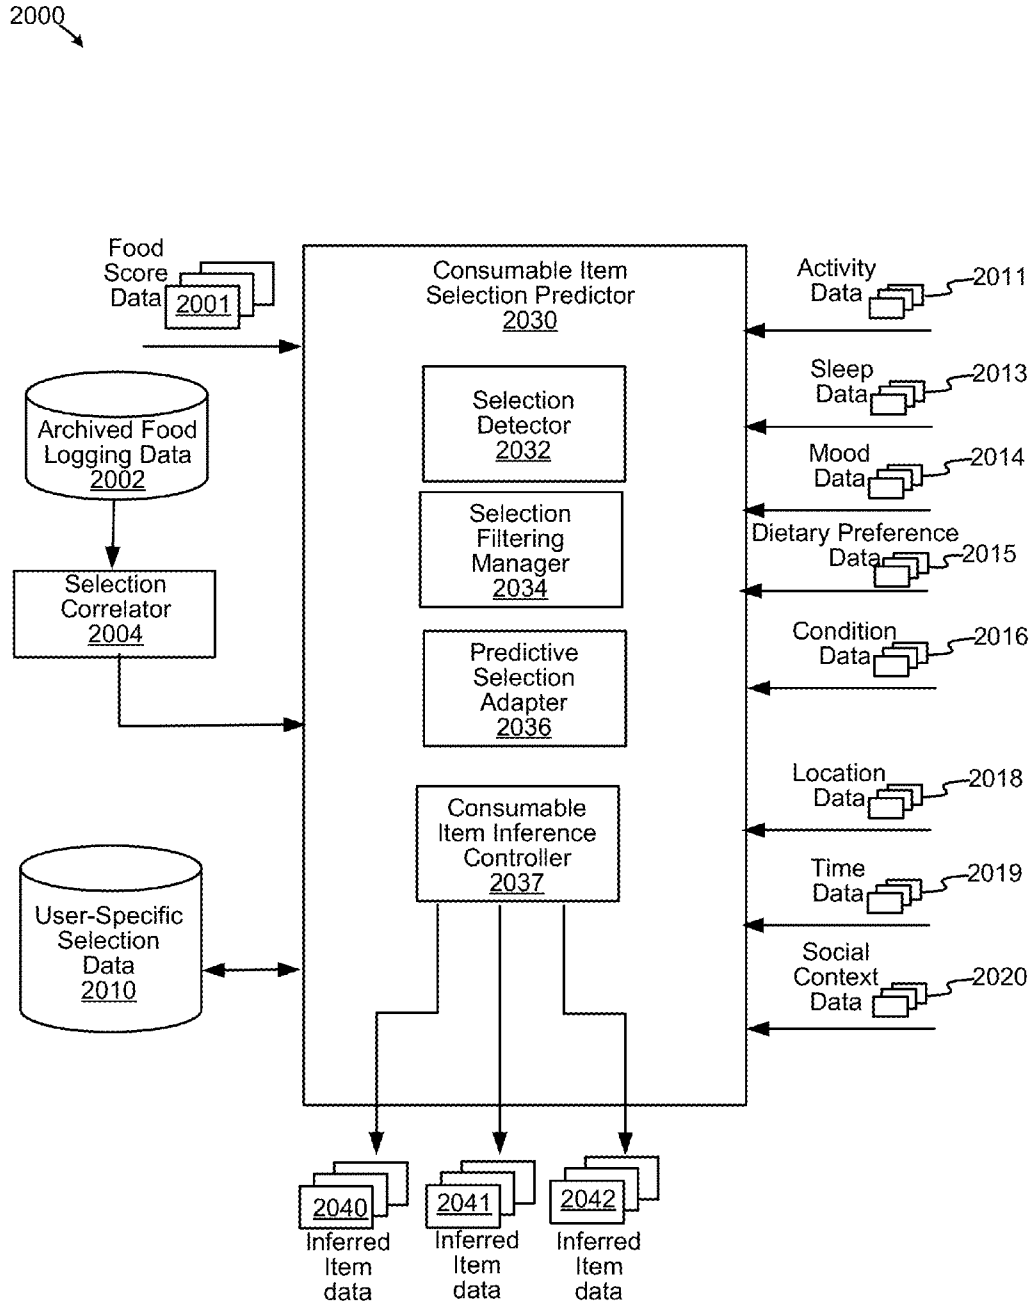 2000
Food
Score
Data
2001
Archived Food
Logging Data
2002
Selection
Correlator
2004
User-Specific
Selection
Data
2010
Consumable Item
Selection Predictor
2030
Selection
Detector
2032
Selection
Filtering
Manager
2034
Predictive
Selection
Adapter
2036
Consumable
Item Inference
Controller
2037
Activity
Data
2011
Sleep
Data
2013
Mood
Data
2014
Dietary Preference
Data
2015
Condition
Data
2016
Location
Data
2018
Time
Data
2019
Social
Context
Data
2020
2040
Inferred
Item
data
2041
Inferred
Item
data
2042
Inferred
Item
data